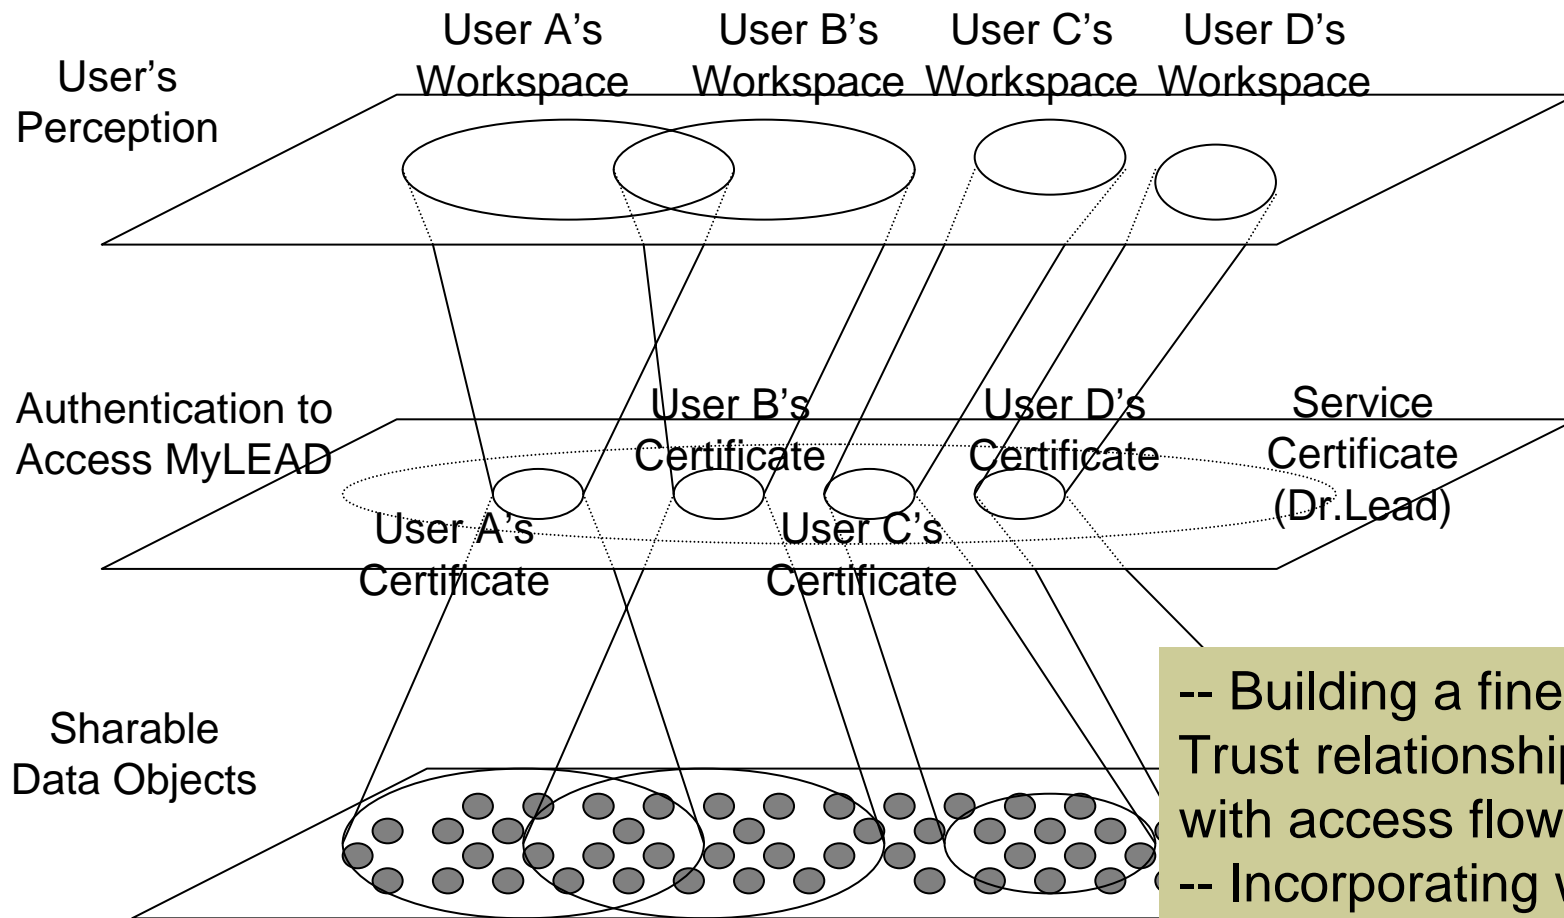 User's
Perception
User A's
Workspace
User B's
Workspace
User C's
Workspace
User D's
Workspace
Authentication to
Access MyLEAD
User B's
Certificate
User D's
Certificate
Service
Certificate
(Dr.Lead)
User A's
Certificate
User C's
Certificate
Sharable
Data Objects
-- Building a fine
Trust relationship
with access flow
-- Incorporating